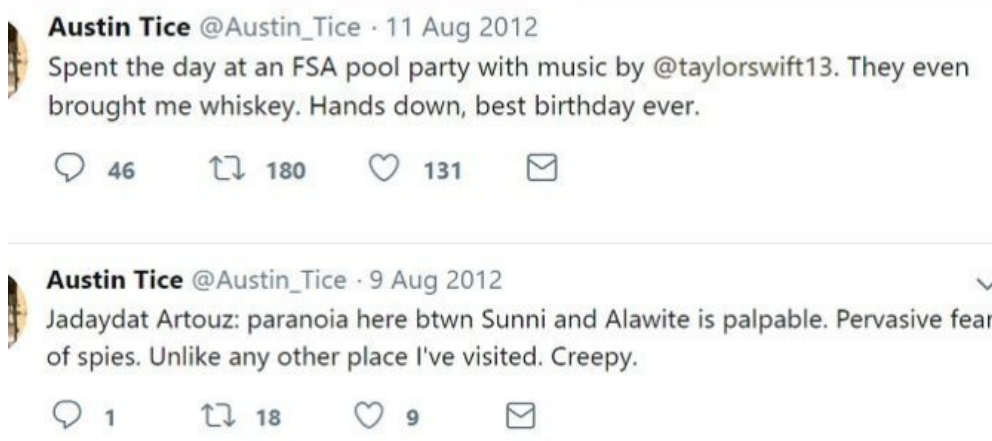 Austin Tice @Austin_Tice · 11 Aug 2012
Spent the day at an FSA pool party with music by @taylorswift13. They even
brought me whiskey. Hands down, best birthday ever.
46 180 131
Austin Tice @Austin_Tice · 9 Aug 2012
Jadaydat Artouz: paranoia here btwn Sunni and Alawite is palpable. Pervasive fear
of spies. Unlike any other place I've visited. Creepy.
1 18 9